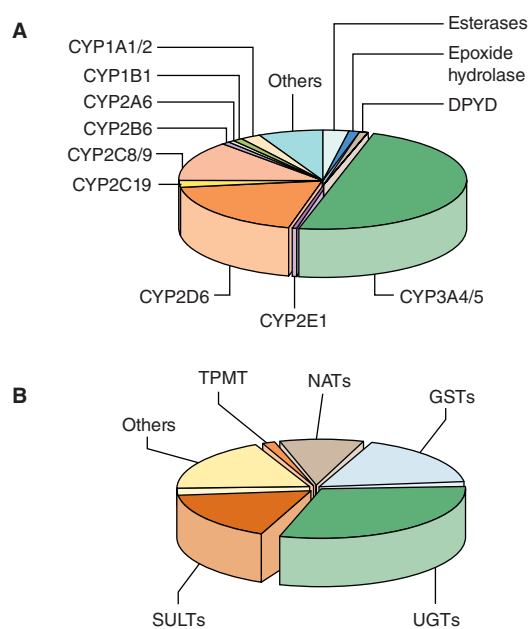 A
Esterases
CYP1A1/2
Epoxide
hydrolase
CYP1B1
Others
CYP2A6
DPYD
CYP2B6
CYP2C8/9
CYP2C19
CYP2D6
CYP3A4/5
CYP2E1
B
TPMT
NATs
GSTs
Others
SULTs
UGTs